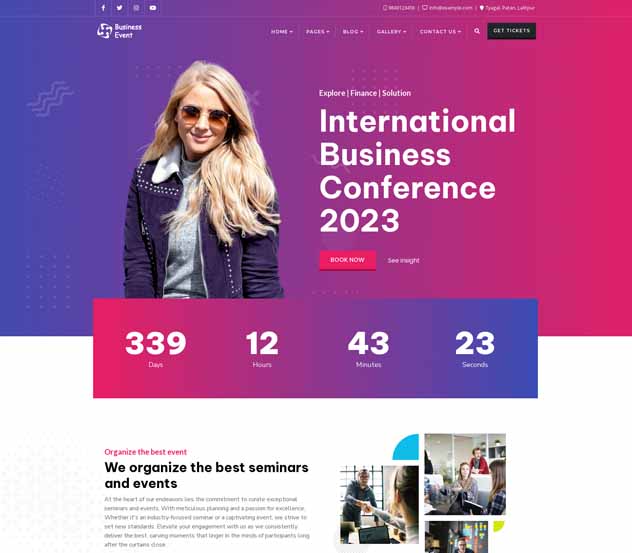 9840123456 | info@example.com | Tyagal, Patan, Lalitpur
Business
Event
HOME PAGES BLOG GALLERY CONTACT US GET TICKETS
Explore | Finance | Solution
International
Business
Conference
2023
BOOK NOW See Insight
339 12 43 23
Days Hours Minutes Seconds
Organize the best event
We organize the best seminars
and events
At the heart of our endeavors lies the commitment to curate exceptional
seminars and events. With meticulous planning and a passion for excellence.
Whether it's an industry-focused seminar or a captivating event, we strive to
set new standards. Elevate your engagement with us as we consistently
deliver the best, carving moments that linger in the minds of participants long
after the curtains close.